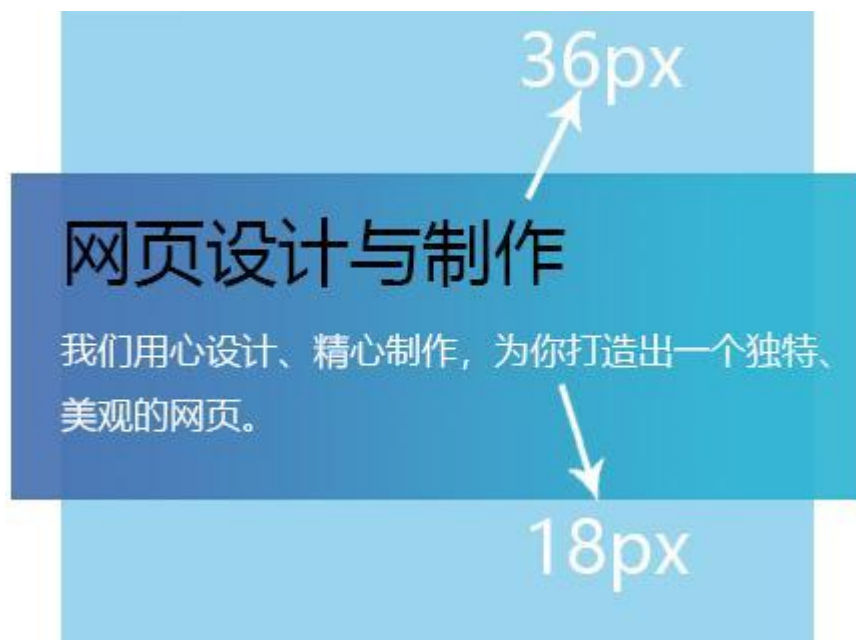 36px
网页设计与制作
我们用心设计、精心制作，为你打造出一个独特、
美观的网页。
18px